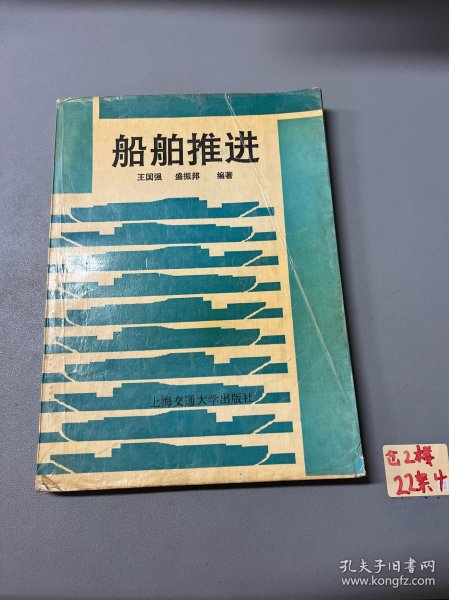 船舶推进
王国强 盛振邦 编著
上海交通大学出版社
仓2楼
22架4
孔夫子旧书网
www.kongfz.com